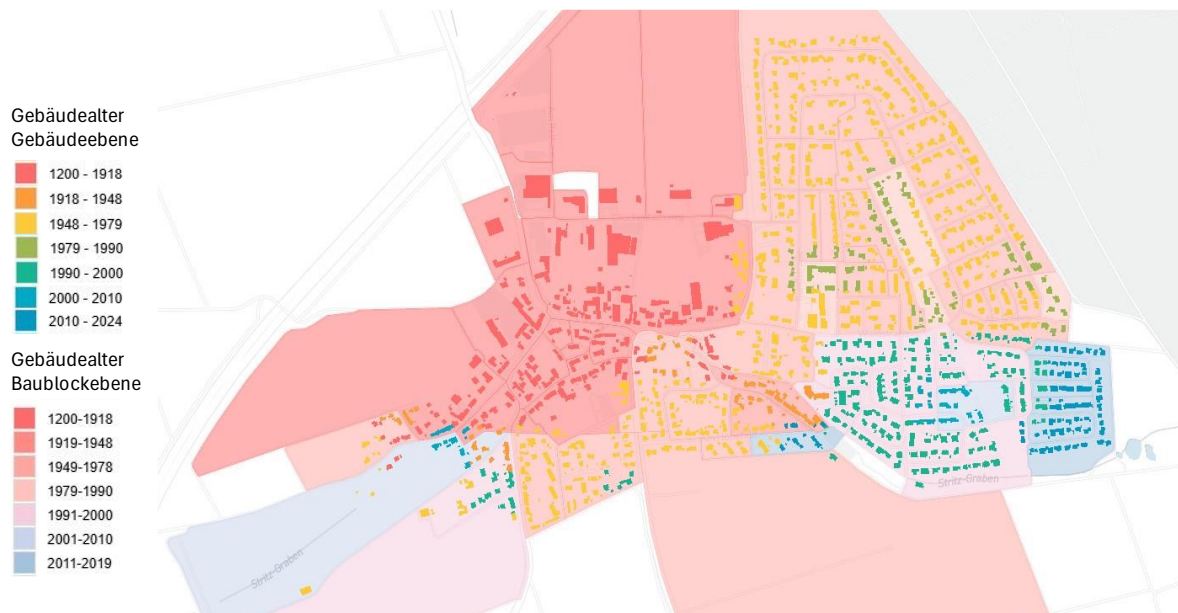 Gebäudealter
Gebäudeebene
1200 - 1918
1918 - 1948
1948 - 1979
1979 - 1990
1990 - 2000
2000 - 2010
2010 - 2024
Gebäudealter
Baublockebene
1200-1918
1919-1948
1949-1978
1979-1990
1991-2000
2001-2010
2011-2019
Stritz-Graben
Stritz-Graben